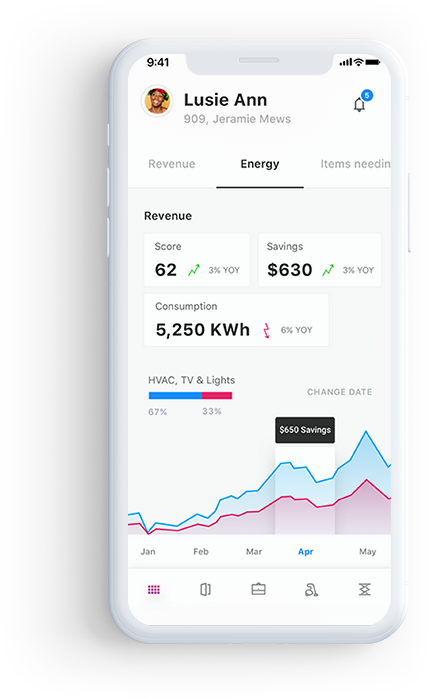 9:41
Lusie Ann
5
909, Jeramie Mews
Revenue Energy Items needin
Revenue
Score Savings
62 3% YOY $630 3% YOY
Consumption
5,250 KWh 6% YOY
HVAC, TV & Lights
CHANGE DATE
67% 33%
$650 Savings
Jan Feb Mar Apr May